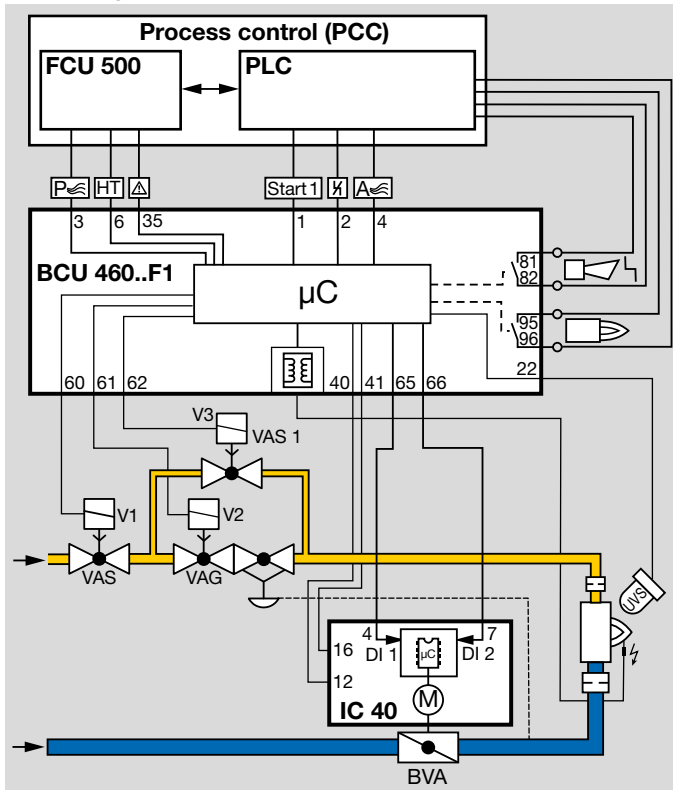 Process control (PCC)
FCU 500
PLC
P
HT
Start 1
A
3
6
35
1
2
4
BCU 460..F1
µC
81
82
95
96
22
60
61
62
40
41
65
66
V3
VAS 1
V1
V2
VAS
VAG
UVS
4
7
16
DI 1
µC
DI 2
12
M
IC 40
BVA